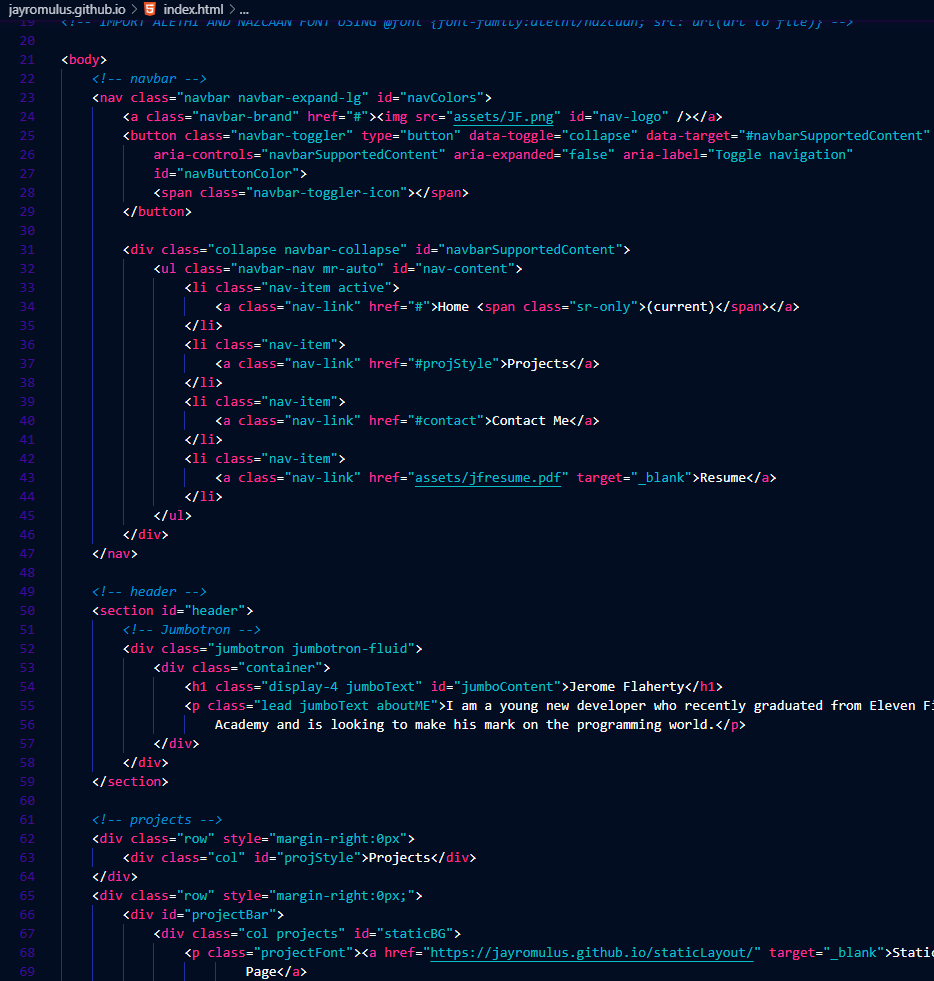 jayromulus.github.io > index.html > ...
19 <!-- IMPORT ALETHI AND NAZCAAN FONT USING @font {font-family:alethi/nazcaan; src: url(url to file)} -->
20
21 <body>
22 <!-- navbar -->
23 <nav class="navbar navbar-expand-lg" id="navColors">
24 <a class="navbar-brand" href="#"><img src="assets/JF.png" id="nav-logo" /></a>
25 <button class="navbar-toggler" type="button" data-toggle="collapse" data-target="#navbarSupportedContent"
26 aria-controls="navbarSupportedContent" aria-expanded="false" aria-label="Toggle navigation"
27 id="navButtonColor">
28 <span class="navbar-toggler-icon"></span>
29 </button>
30
31 <div class="collapse navbar-collapse" id="navbarSupportedContent">
32 <ul class="navbar-nav mr-auto" id="nav-content">
33 <li class="nav-item active">
34 <a class="nav-link" href="#">Home <span class="sr-only">(current)</span></a>
35 </li>
36 <li class="nav-item">
37 <a class="nav-link" href="#projStyle">Projects</a>
38 </li>
39 <li class="nav-item">
40 <a class="nav-link" href="#contact">Contact Me</a>
41 </li>
42 <li class="nav-item">
43 <a class="nav-link" href="assets/jfresume.pdf" target="_blank">Resume</a>
44 </li>
45 </ul>
46 </div>
47 </nav>
48
49 <!-- header -->
50 <section id="header">
51 <!-- Jumbotron -->
52 <div class="jumbotron jumbotron-fluid">
53 <div class="container">
54 <h1 class="display-4 jumboText" id="jumboContent">Jerome Flaherty</h1>
55 <p class="lead jumboText aboutME">I am a young new developer who recently graduated from Eleven Fi
56 Academy and is looking to make his mark on the programming world.</p>
57 </div>
58 </div>
59 </section>
60
61 <!-- projects -->
62 <div class="row" style="margin-right:0px">
63 <div class="col" id="projStyle">Projects</div>
64 </div>
65 <div class="row" style="margin-right:0px;">
66 <div id="projectBar">
67 <div class="col projects" id="staticBG">
68 <p class="projectFont"><a href="https://jayromulus.github.io/staticLayout/" target="_blank">Static
69 Page</a>